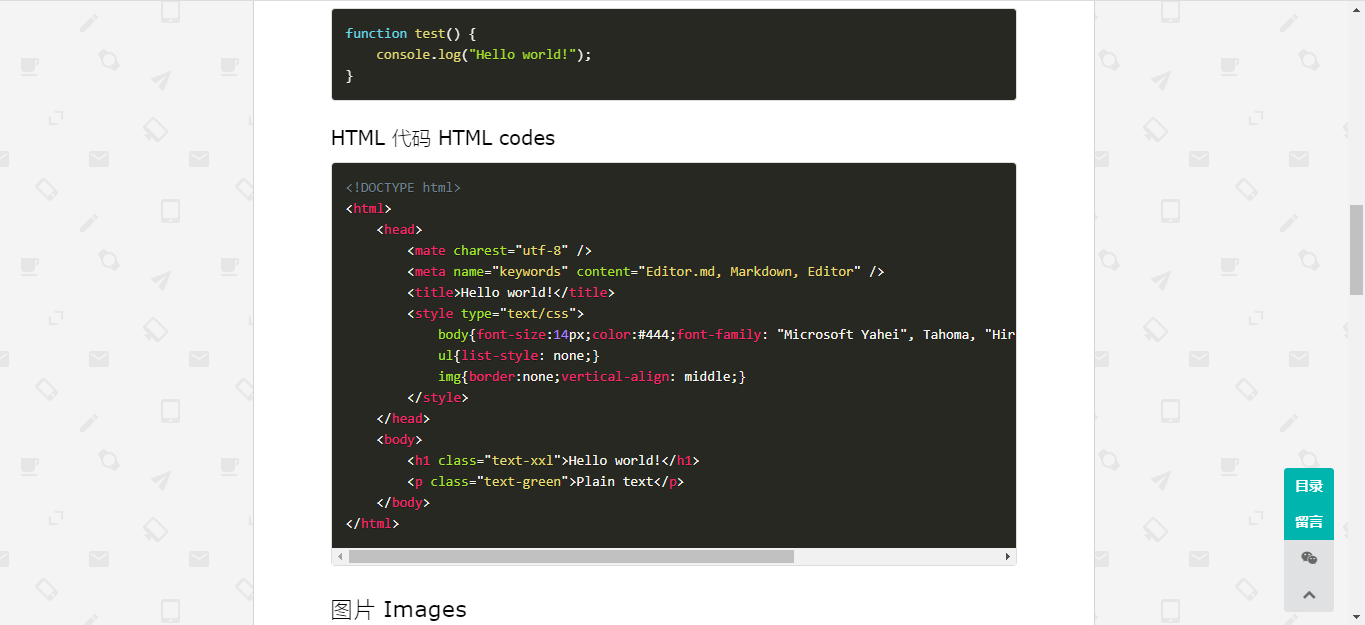 function test() {
    console.log("Hello world!");
}
HTML 代码 HTML codes
<!DOCTYPE html>
<html>
    <head>
        <mate charest="utf-8" />
        <meta name="keywords" content="Editor.md, Markdown, Editor" />
        <title>Hello world!</title>
        <style type="text/css">
            body{font-size:14px;color:#444;font-family: "Microsoft Yahei", Tahoma, "Hir
            ul{list-style: none;}
            img{border:none;vertical-align: middle;}
        </style>
    </head>
    <body>
        <h1 class="text-xxl">Hello world!</h1>
        <p class="text-green">Plain text</p>
    </body>
</html>
图片 Images
目录
留言